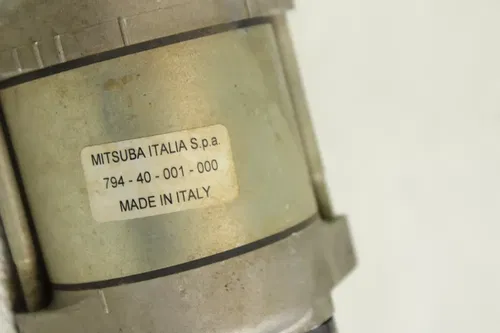 MITSUBA ITALIA S.p.a.
794 - 40 - 001 - 000
MADE IN ITALY